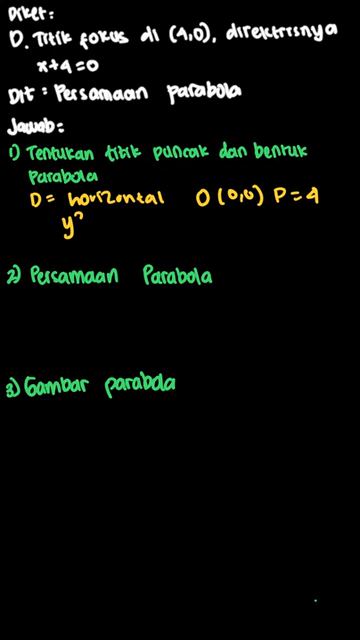 Diket:
D. Titik fokus di (4,0), direktrisnya
x+4=0
Dit : Persamaan parabola
Jawab:
1) Tentukan titik puncak dan bentuk
Parabola
D = horizontal O (0,0) P = 4
y²
2) Persamaan Parabola
3) Gambar parabola